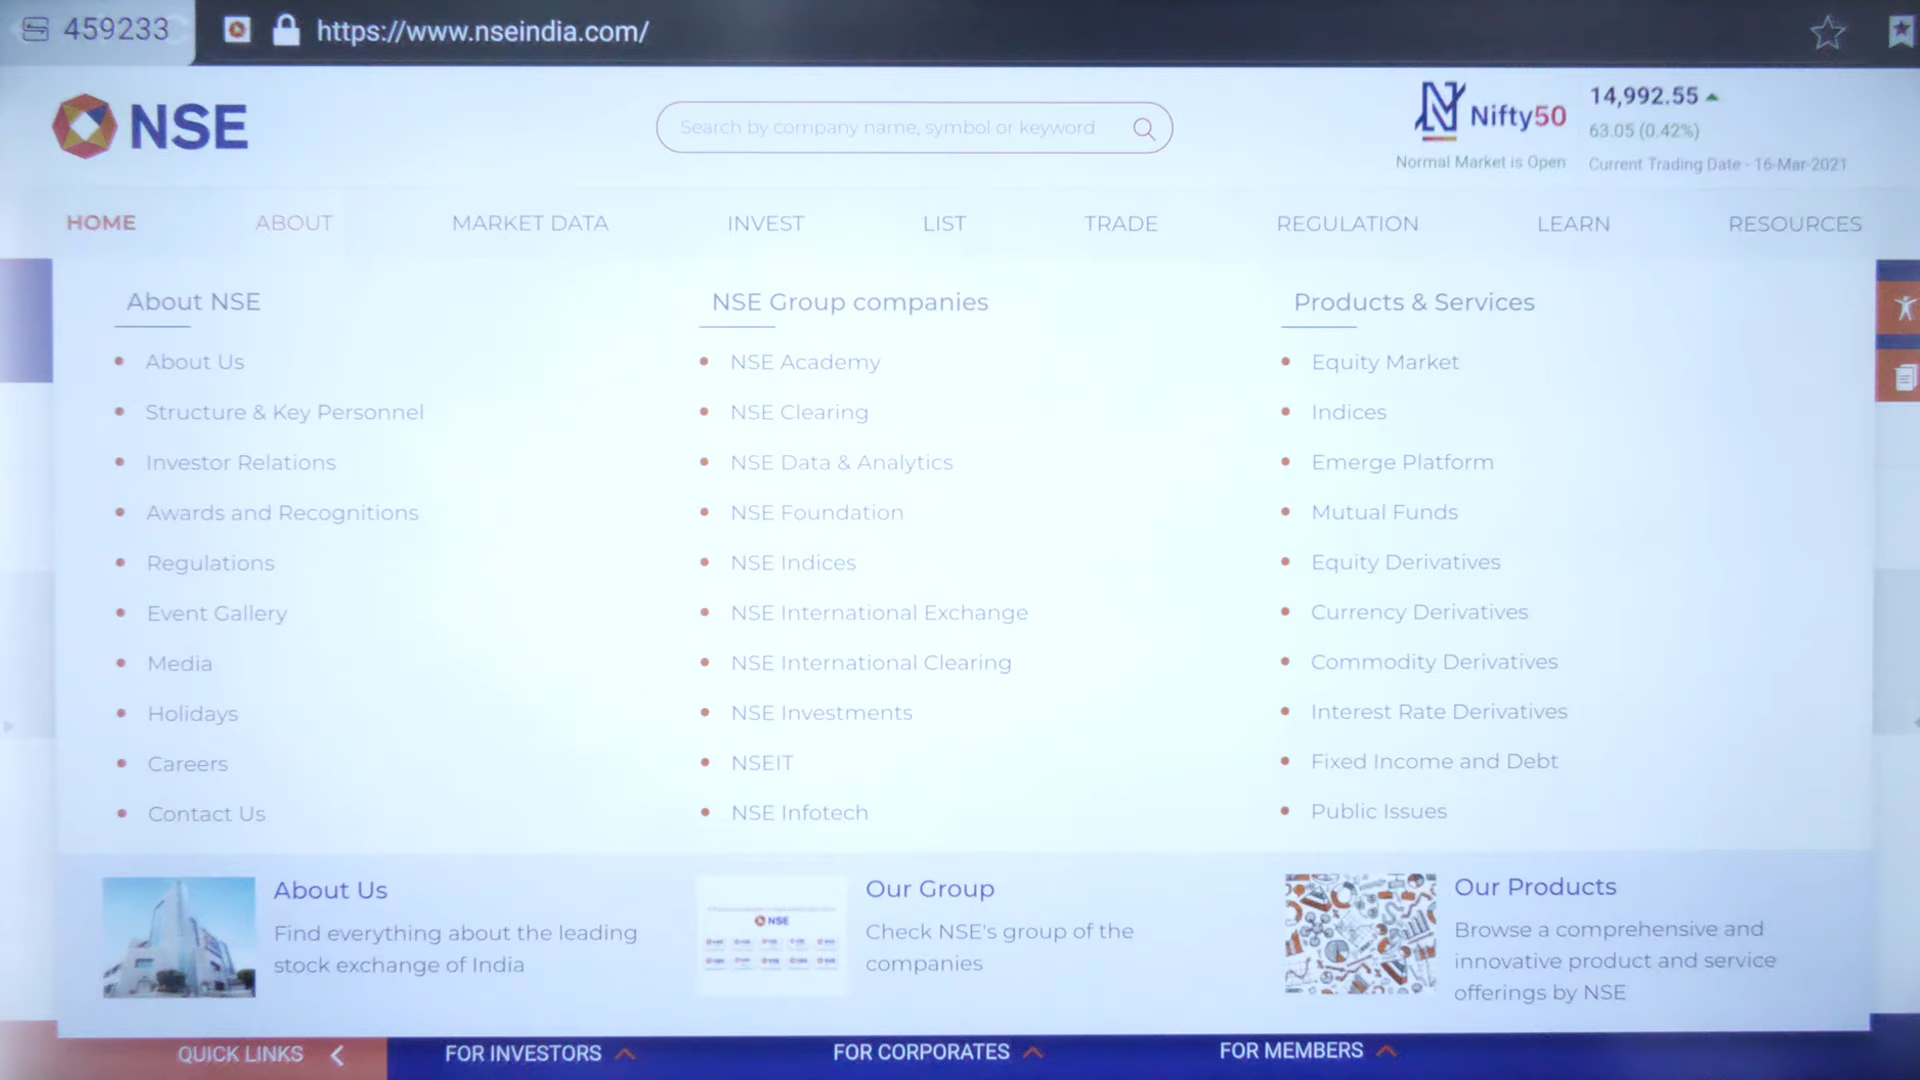 459233
https://www.nseindia.com/
NSE
Search by company name, symbol or keyword
Nifty50
14,992.55
63.05 (0.42%)
Normal Market is Open
Current Trading Date - 16-Mar-2021
HOME ABOUT MARKET DATA INVEST LIST TRADE REGULATION LEARN RESOURCES
About NSE
About Us
Structure & Key Personnel
Investor Relations
Awards and Recognitions
Regulations
Event Gallery
Media
Holidays
Careers
Contact Us
NSE Group companies
NSE Academy
NSE Clearing
NSE Data & Analytics
NSE Foundation
NSE Indices
NSE International Exchange
NSE International Clearing
NSE Investments
NSEIT
NSE Infotech
Products & Services
Equity Market
Indices
Emerge Platform
Mutual Funds
Equity Derivatives
Currency Derivatives
Commodity Derivatives
Interest Rate Derivatives
Fixed Income and Debt
Public Issues
About Us
Find everything about the leading
stock exchange of India
NSE
Our Group
Check NSE's group of the
companies
Our Products
Browse a comprehensive and
innovative product and service
offerings by NSE
QUICK LINKS FOR INVESTORS FOR CORPORATES FOR MEMBERS